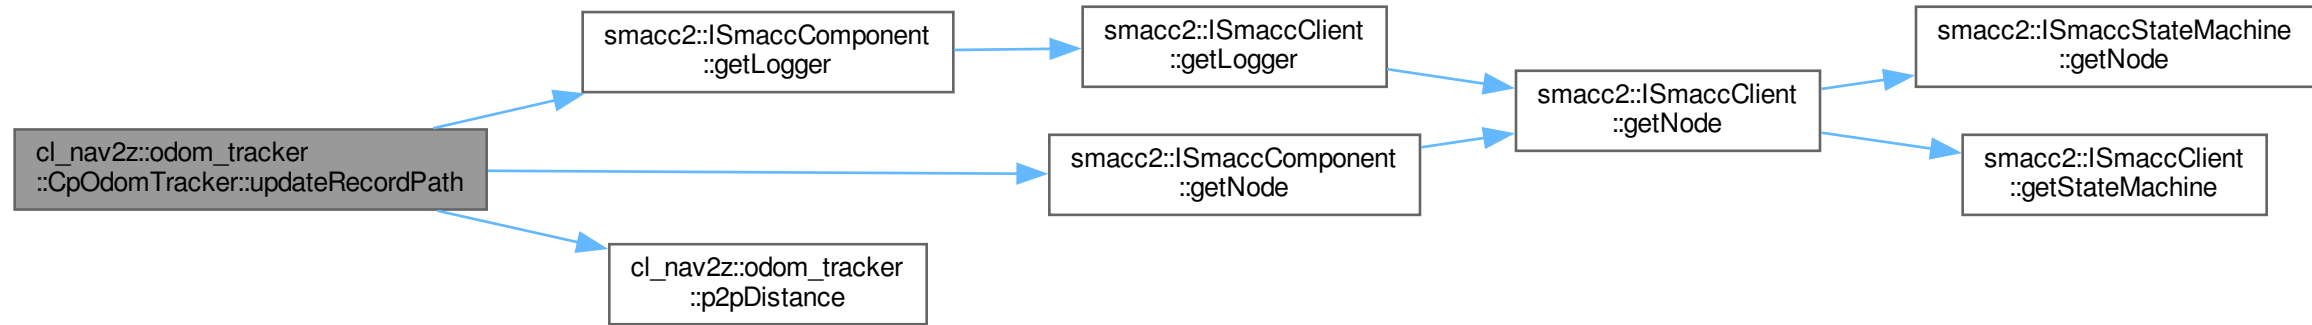 cl_nav2z::odom_tracker
::CpOdomTracker::updateRecordPath
smacc2::ISmaccComponent
::getLogger
smacc2::ISmaccClient
::getLogger
smacc2::ISmaccComponent
::getNode
cl_nav2z::odom_tracker
::p2pDistance
smacc2::ISmaccClient
::getNode
smacc2::ISmaccStateMachine
::getNode
smacc2::ISmaccClient
::getStateMachine